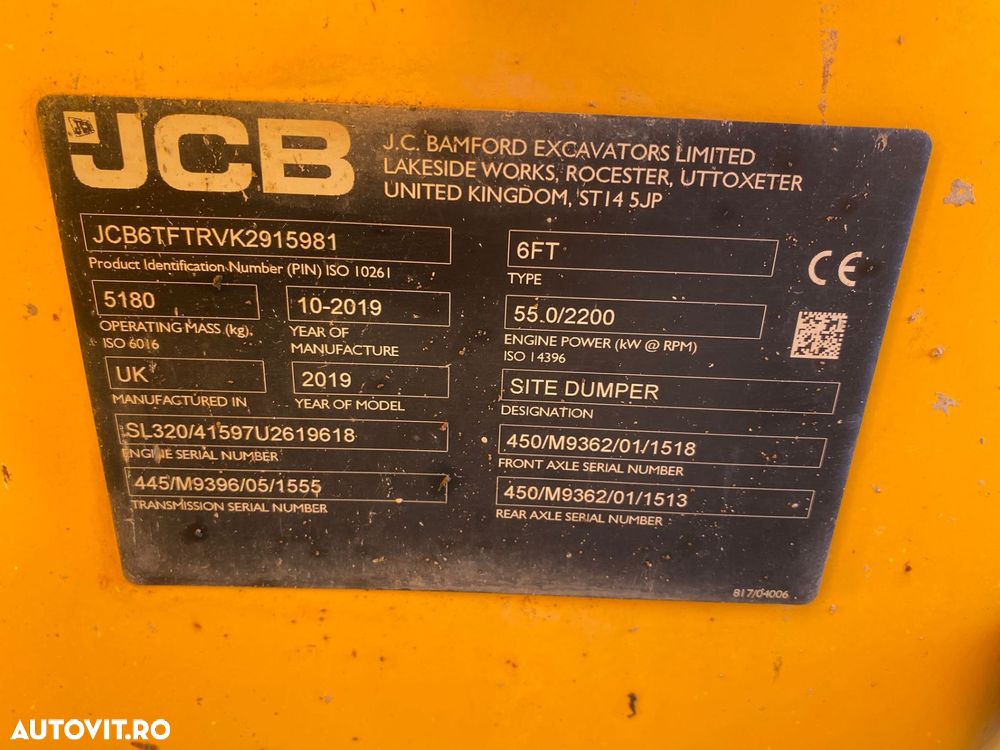 JCB
J.C. BAMFORD EXCAVATORS LIMITED
LAKESIDE WORKS, ROCESTER, UTTOXETER
UNITED KINGDOM, ST14 5JP
JCB6TFTRVK2915981
Product Identification Number (PIN) ISO 10261
6FT
TYPE
CE
5180
OPERATING MASS (kg),
ISO 6016
10-2019
YEAR OF
MANUFACTURE
55.0/2200
ENGINE POWER (kW @ RPM)
ISO 14396
UK
MANUFACTURED IN
2019
YEAR OF MODEL
SITE DUMPER
DESIGNATION
SL320/41597U2619618
ENGINE SERIAL NUMBER
450/M9362/01/1518
FRONT AXLE SERIAL NUMBER
445/M9396/05/1555
TRANSMISSION SERIAL NUMBER
450/M9362/01/1513
REAR AXLE SERIAL NUMBER
817/04006
AUTOVIT.RO